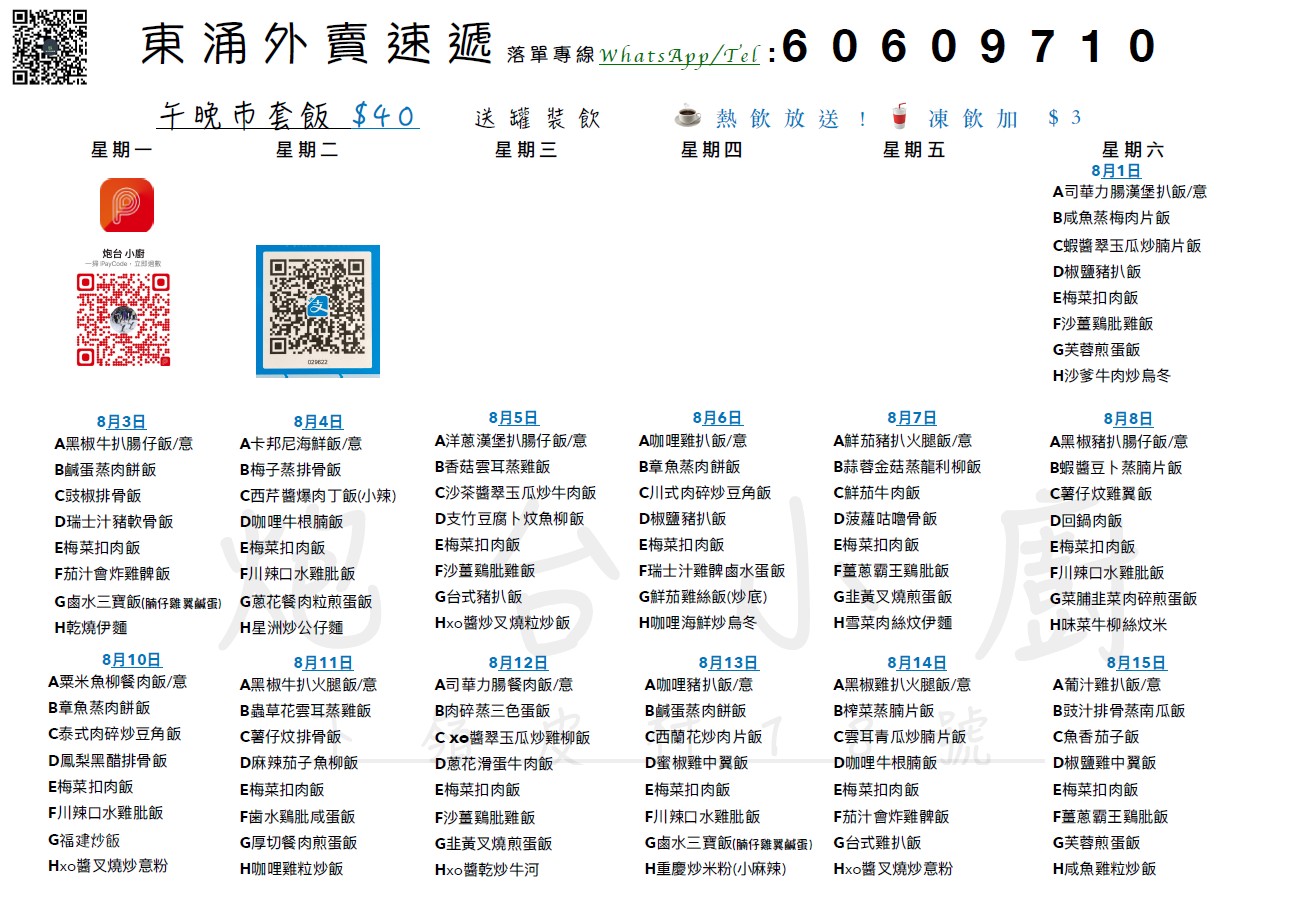 東涌外賣速遞 落單專線WhatsApp/Tel :60609710
午晚市套飯 $40 送罐裝飲 熱飲放送! 凍飲加 $3
星期一 星期二 星期三 星期四 星期五 星期六
炮台 小廚
一掃 PayCode，立即過數
029622
8月1日
A司華力腸漢堡扒飯/意
B咸魚蒸梅肉片飯
C蝦醬翠玉瓜炒腩片飯
D椒鹽豬扒飯
E梅菜扣肉飯
F沙薑鷄肶雞飯
G芙蓉煎蛋飯
H沙爹牛肉炒烏冬
8月3日
A黑椒牛扒腸仔飯/意
B鹹蛋蒸肉餅飯
C豉椒排骨飯
D瑞士汁豬軟骨飯
E梅菜扣肉飯
F茄汁會炸雞髀飯
G鹵水三寶飯(腩仔雞翼鹹蛋)
H乾燒伊麵
8月4日
A卡邦尼海鮮飯/意
B梅子蒸排骨飯
C西芹醬爆肉丁飯(小辣)
D咖哩牛根腩飯
E梅菜扣肉飯
F川辣口水雞肶飯
G蔥花餐肉粒煎蛋飯
H星洲炒公仔麵
8月5日
A洋蔥漢堡扒腸仔飯/意
B香菇雲耳蒸雞飯
C沙茶醬翠玉瓜炒牛肉飯
D支竹豆腐卜炆魚柳飯
E梅菜扣肉飯
F沙薑鷄肶雞飯
G台式豬扒飯
Hxo醬炒叉燒粒炒飯
8月6日
A咖哩雞扒飯/意
B章魚蒸肉餅飯
C川式肉碎炒豆角飯
D椒鹽豬扒飯
E梅菜扣肉飯
F瑞士汁雞髀鹵水蛋飯
G鮮茄雞絲飯(炒底)
H咖哩海鮮炒烏冬
8月7日
A鮮茄豬扒火腿飯/意
B蒜蓉金菇蒸龍利柳飯
C鮮茄牛肉飯
D菠蘿咕嚕骨飯
E梅菜扣肉飯
F薑蔥霸王鷄肶飯
G韭黃叉燒煎蛋飯
H雪菜肉絲炆伊麵
8月8日
A黑椒豬扒腸仔飯/意
B蝦醬豆卜蒸腩片飯
C薯仔炆雞翼飯
D回鍋肉飯
E梅菜扣肉飯
F川辣口水雞肶飯
G菜脯韭菜肉碎煎蛋飯
H味菜牛柳絲炆米
8月10日
A粟米魚柳餐肉飯/意
B章魚蒸肉餅飯
C泰式肉碎炒豆角飯
D鳳梨黑醋排骨飯
E梅菜扣肉飯
F川辣口水雞肶飯
G福建炒飯
Hxo醬叉燒炒意粉
8月11日
A黑椒牛扒火腿飯/意
B蟲草花雲耳蒸雞飯
C薯仔炆排骨飯
D麻辣茄子魚柳飯
E梅菜扣肉飯
F鹵水鷄肶咸蛋飯
G厚切餐肉煎蛋飯
H咖哩雞粒炒飯
8月12日
A司華力腸餐肉飯/意
B肉碎蒸三色蛋飯
C xo醬翠玉瓜炒雞柳飯
D蔥花滑蛋牛肉飯
E梅菜扣肉飯
F沙薑鷄肶雞飯
G韭黃叉燒煎蛋飯
Hxo醬乾炒牛河
8月13日
A咖哩豬扒飯/意
B鹹蛋蒸肉飯
C西蘭花炒肉片飯
D蜜椒雞中翼飯
E梅菜扣肉飯
F川辣口水雞肶飯
G鹵水三寶飯(腩仔雞翼鹹蛋)
H重慶炒米粉(小麻辣)
8月14日
A黑椒雞扒火腿飯/意
B榨菜蒸腩片飯
C雲耳青瓜炒腩片飯
D咖哩牛根腩飯
E梅菜扣肉飯
F茄汁會炸雞髀飯
G台式雞扒飯
Hxo醬叉燒炒意粉
8月15日
A葡汁雞扒飯/意
B豉汁排骨蒸南瓜飯
C魚香茄子飯
D椒鹽雞中翼飯
E梅菜扣肉飯
F薑蔥霸王鷄肶飯
G芙蓉煎蛋飯
H咸魚雞粒炒飯
炮台小廚
下嶺皮村13號